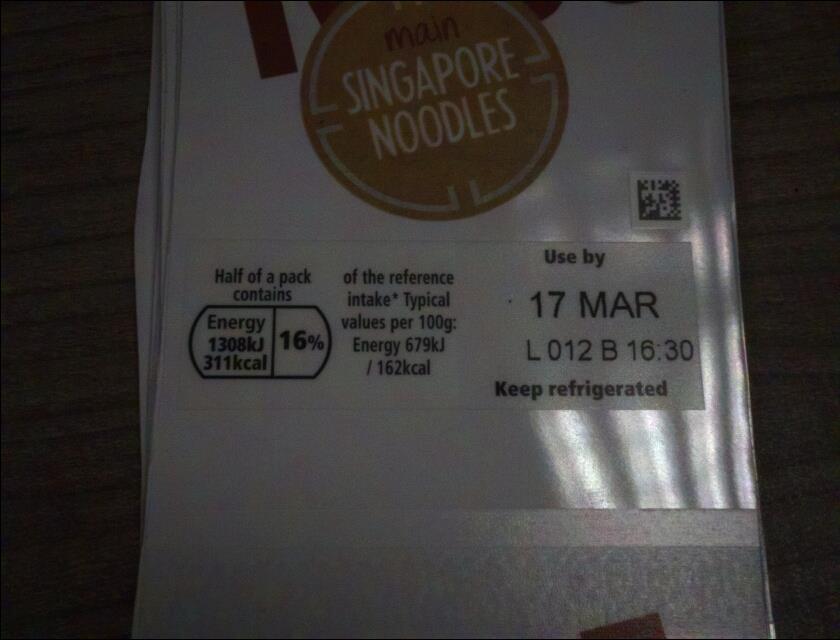 main
SINGAPORE
NOODLES
Half of a pack
contains
Energy
1308kJ
311kcal
16%
of the reference
intake* Typical
values per 100g:
Energy 679kJ
/ 162kcal
Use by
17 MAR
L 012 B 16:30
Keep refrigerated